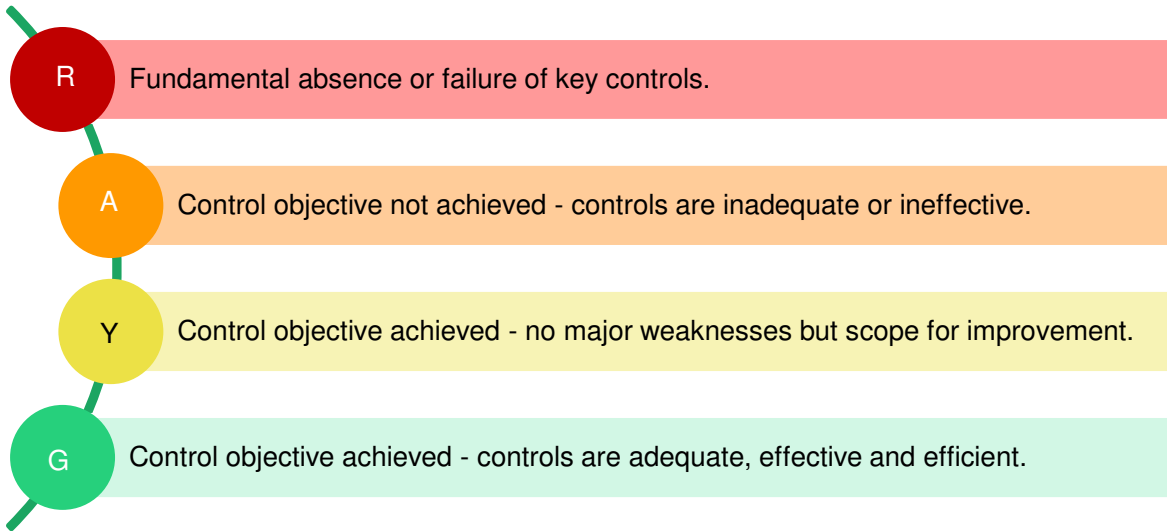 R
Fundamental absence or failure of key controls.
A
Control objective not achieved - controls are inadequate or ineffective.
Y
Control objective achieved - no major weaknesses but scope for improvement.
G
Control objective achieved - controls are adequate, effective and efficient.